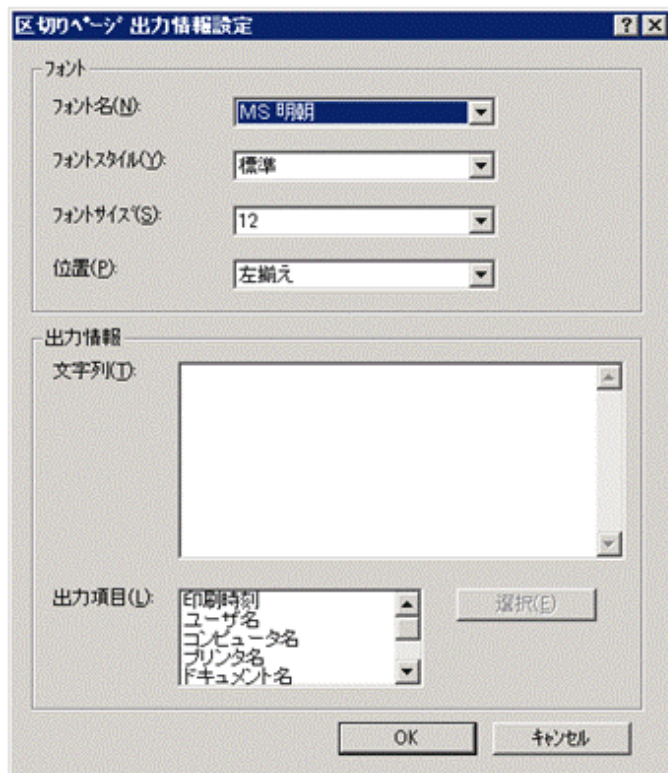 区切りﾍﾟｰｼﾞ 出力情報設定
ﾌｫﾝﾄ
ﾌｫﾝﾄ名(N): MS 明朝
ﾌｫﾝﾄｽﾀｲﾙ(Y): 標準
ﾌｫﾝﾄｻｲｽﾞ(S): 12
位置(P): 左揃え
出力情報
文字列(T):
出力項目(L):
印刷時刻
ユーザ名
コンピュータ名
プリンタ名
ドキュメント名
選択(E)
OK ｷｬﾝｾﾙ